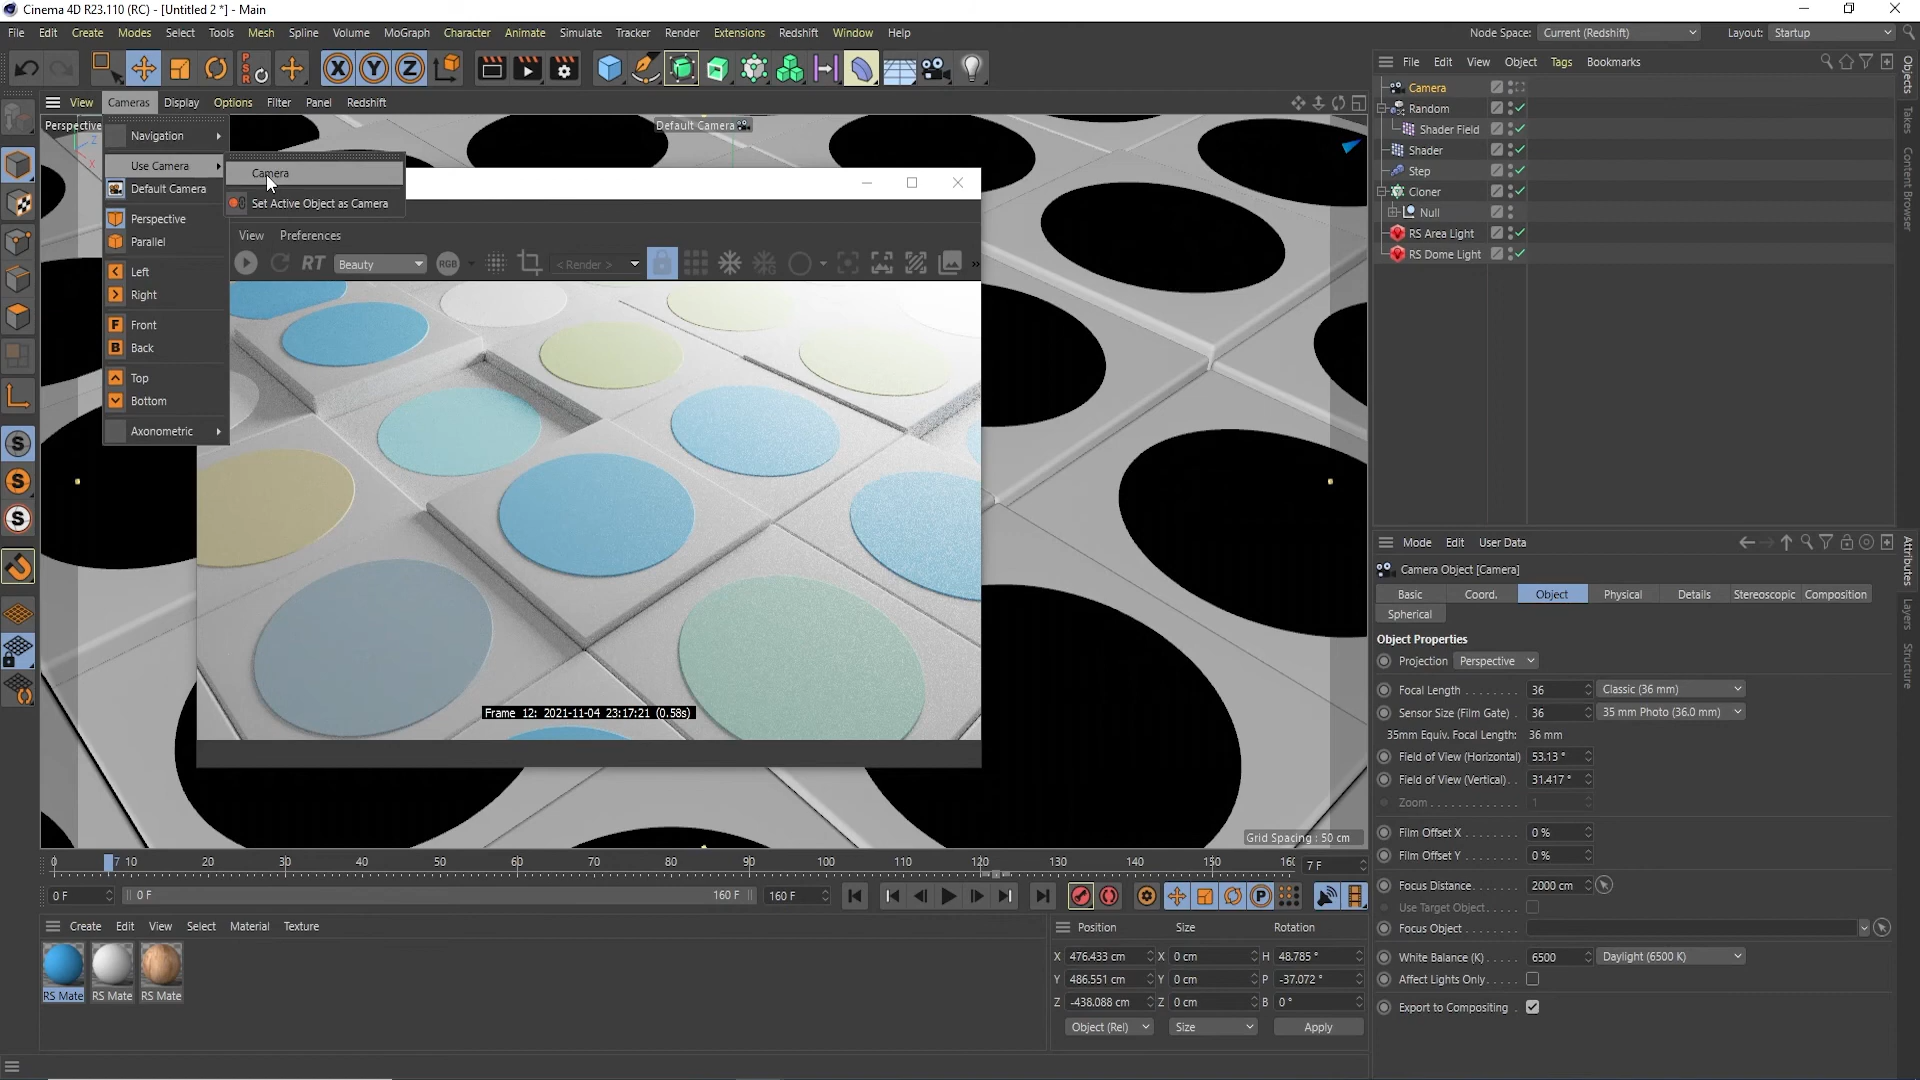 Cinema 4D R23.110 (RC) - [Untitled 2 *] - Main
File Edit Create Modes Select Tools Mesh Spline Volume MoGraph Character Animate Simulate Tracker Render Extensions Redshift Window Help
Node Space: Current (Redshift) Layout: Startup
P S R X Y Z
View Cameras Display Options Filter Panel Redshift
File Edit View Object Tags Bookmarks
Perspective
Default Camera
Navigation
Use Camera
Default Camera
Perspective
Parallel
Left
Right
F Front
B Back
Top
Bottom
Axonometric
Camera
Set Active Object as Camera
View Preferences
RT Beauty RGB < Render > »
Frame 12: 2021-11-04 23:17:21 (0.58s)
Grid Spacing : 50 cm
Camera
Random
Shader Field
Shader
Step
Cloner
Null
RS Area Light
RS Dome Light
Objects
Takes
Content Browser
Attributes
Layers
Structure
S
S
S
Mode Edit User Data
Camera Object [Camera]
Basic Coord. Object Physical Details Stereoscopic Composition
Spherical
Object Properties
Projection Perspective
Focal Length . . . . . . . . 36 Classic (36 mm)
Sensor Size (Film Gate) . 36 35 mm Photo (36.0 mm)
35mm Equiv. Focal Length: 36 mm
Field of View (Horizontal) 53.13 °
Field of View (Vertical) . . 31.417 °
Zoom . . . . . . . . . . . . . 1
Film Offset X . . . . . . . . 0 %
Film Offset Y . . . . . . . . 0 %
Focus Distance . . . . . . . 2000 cm
Use Target Object . . . . .
Focus Object . . . . . . . .
White Balance (K) . . . . . 6500 Daylight (6500 K)
Affect Lights Only . . . . .
Export to Compositing .
0 7 10 20 30 40 50 60 70 80 90 100 110 120 130 140 150 160 7 F
0 F 0 F 160 F 160 F P
Create Edit View Select Material Texture
RS Mate RS Mate RS Mate
Position Size Rotation
X 476.433 cm X 0 cm H 48.785 °
Y 486.551 cm Y 0 cm P -37.072 °
Z -438.088 cm Z 0 cm B 0 °
Object (Rel) Size Apply